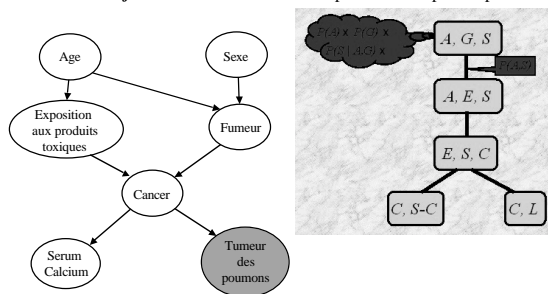 Age
Sexe
Exposition
aux produits
toxiques
Fumeur
Cancer
Serum
Calcium
Tumeur
des
poumons
P(A) x P(G) x
P(S | A,G) x
A, G, S
P(A,S)
A, E, S
E, S, C
C, S-C
C, L